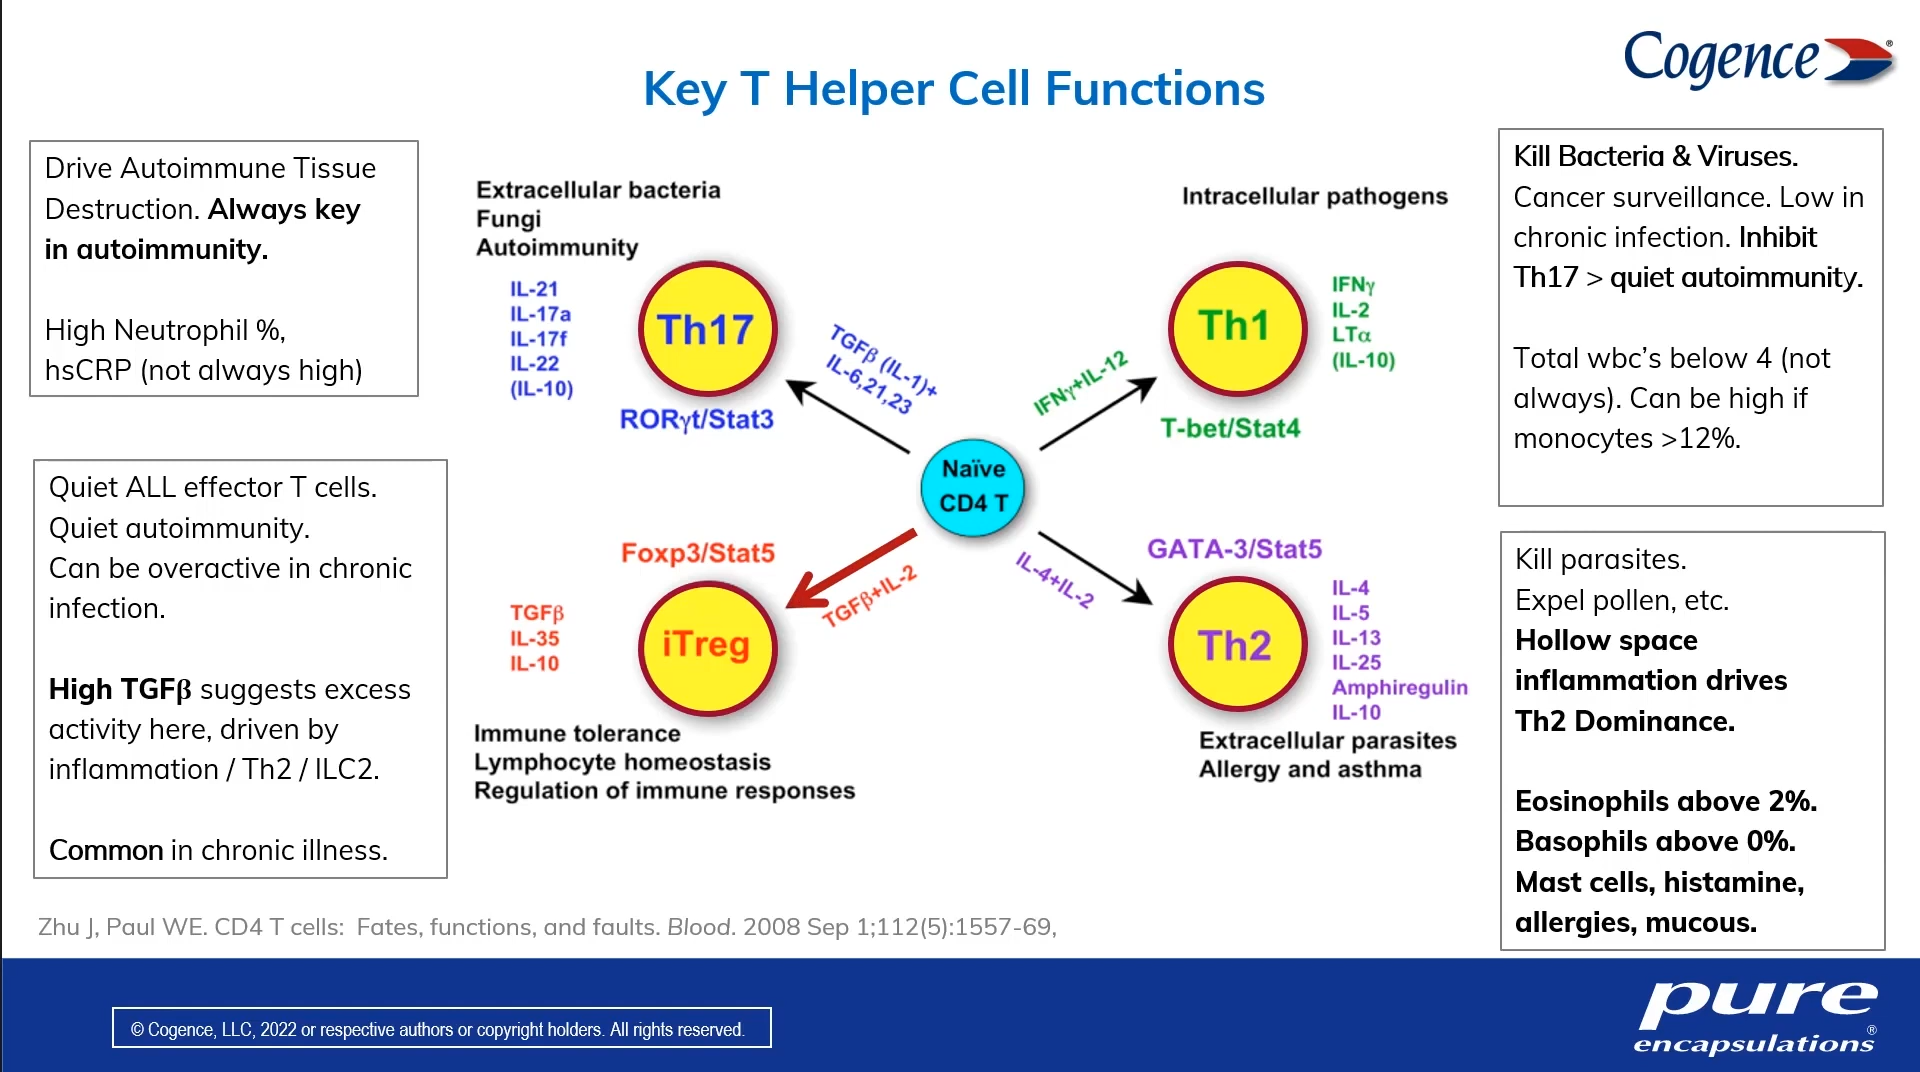 Cogence®
Key T Helper Cell Functions
Drive Autoimmune Tissue
Destruction. Always key
in autoimmunity.
High Neutrophil %,
hsCRP (not always high)
Quiet ALL effector T cells.
Quiet autoimmunity.
Can be overactive in chronic
infection.
High TGFβ suggests excess
activity here, driven by
inflammation / Th2 / ILC2.
Common in chronic illness.
Extracellular bacteria
Fungi
Autoimmunity
IL-21
IL-17a
IL-17f
IL-22
(IL-10)
Th17
RORγt/Stat3
TGFβ (IL-1)+
IL-6,21,23
Intracellular pathogens
Th1
IFNγ
IL-2
LTα
(IL-10)
IFNγ+IL-12
T-bet/Stat4
Naïve
CD4 T
Foxp3/Stat5
TGFβ
IL-35
IL-10
iTreg
TGFβ+IL-2
Immune tolerance
Lymphocyte homeostasis
Regulation of immune responses
IL-4+IL-2
GATA-3/Stat5
Th2
IL-4
IL-5
IL-13
IL-25
Amphiregulin
IL-10
Extracellular parasites
Allergy and asthma
Kill Bacteria & Viruses.
Cancer surveillance. Low in
chronic infection. Inhibit
Th17 > quiet autoimmunity.
Total wbc’s below 4 (not
always). Can be high if
monocytes >12%.
Kill parasites.
Expel pollen, etc.
Hollow space
inflammation drives
Th2 Dominance.
Eosinophils above 2%.
Basophils above 0%.
Mast cells, histamine,
allergies, mucous.
Zhu J, Paul WE. CD4 T cells:  Fates, functions, and faults. Blood. 2008 Sep 1;112(5):1557-69,
© Cogence, LLC, 2022 or respective authors or copyright holders. All rights reserved.
pure
encapsulations®